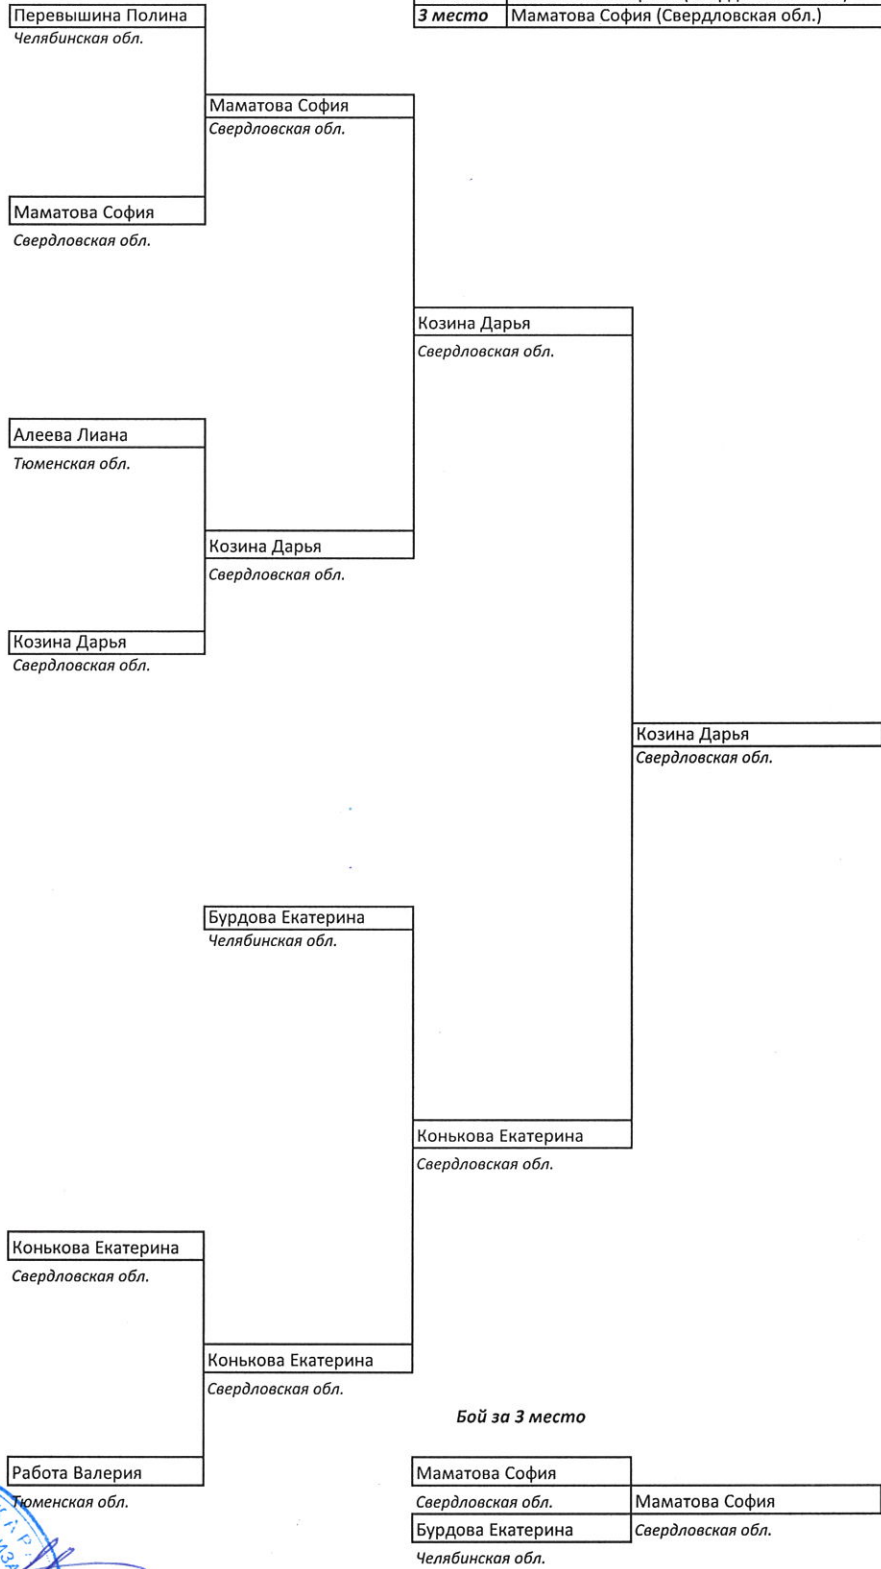 Перевышина Полина
Челябинская обл.
3 место Маматова София (Свердловская обл.)
Маматова София
Свердловская обл.
Маматова София
Свердловская обл.
Козина Дарья
Свердловская обл.
Алеева Лиана
Тюменская обл.
Козина Дарья
Свердловская обл.
Козина Дарья
Свердловская обл.
Козина Дарья
Свердловская обл.
Бурдова Екатерина
Челябинская обл.
Конькова Екатерина
Свердловская обл.
Конькова Екатерина
Свердловская обл.
Конькова Екатерина
Свердловская обл.
Бой за 3 место
Работа Валерия
Тюменская обл.
Маматова София
Свердловская обл.
Маматова София
Свердловская обл.
Бурдова Екатерина
Челябинская обл.